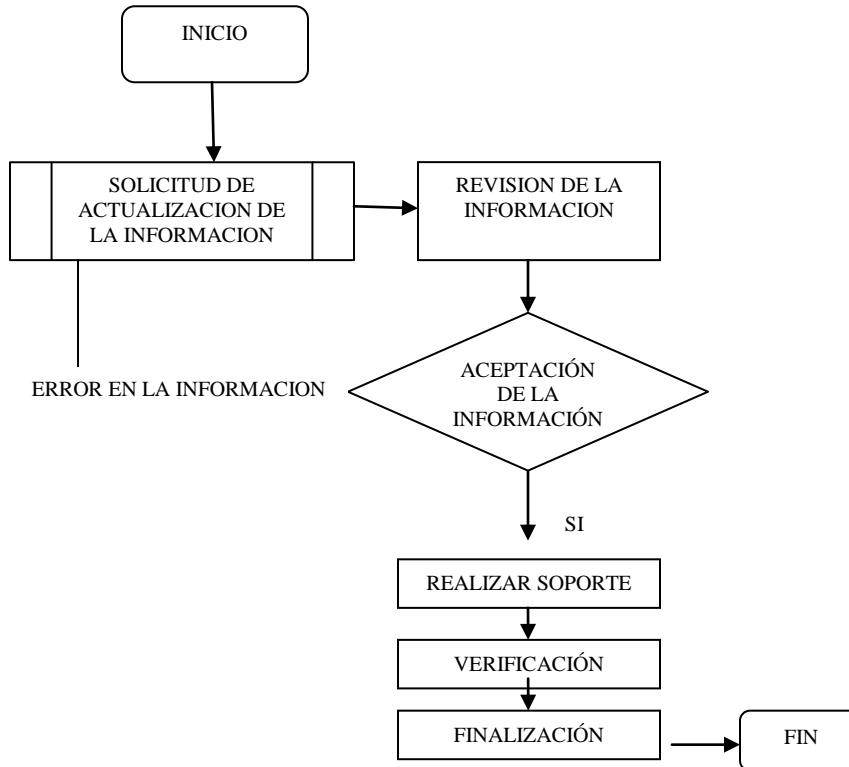 INICIO
SOLICITUD DE
ACTUALIZACION DE
LA INFORMACION
REVISION DE LA
INFORMACION
ERROR EN LA INFORMACION
ACEPTACIÓN
DE LA
INFORMACIÓN
SI
REALIZAR SOPORTE
VERIFICACIÓN
FINALIZACIÓN
FIN